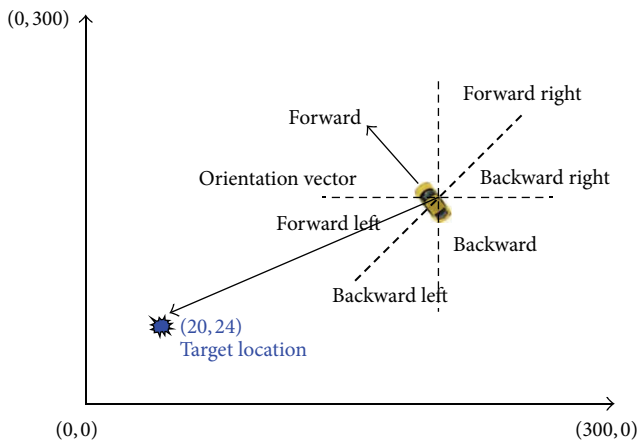 (0, 300)
Forward right
Forward
Orientation vector
Backward right
Forward left
Backward
Backward left
(20, 24)
Target location
(0, 0)
(300, 0)